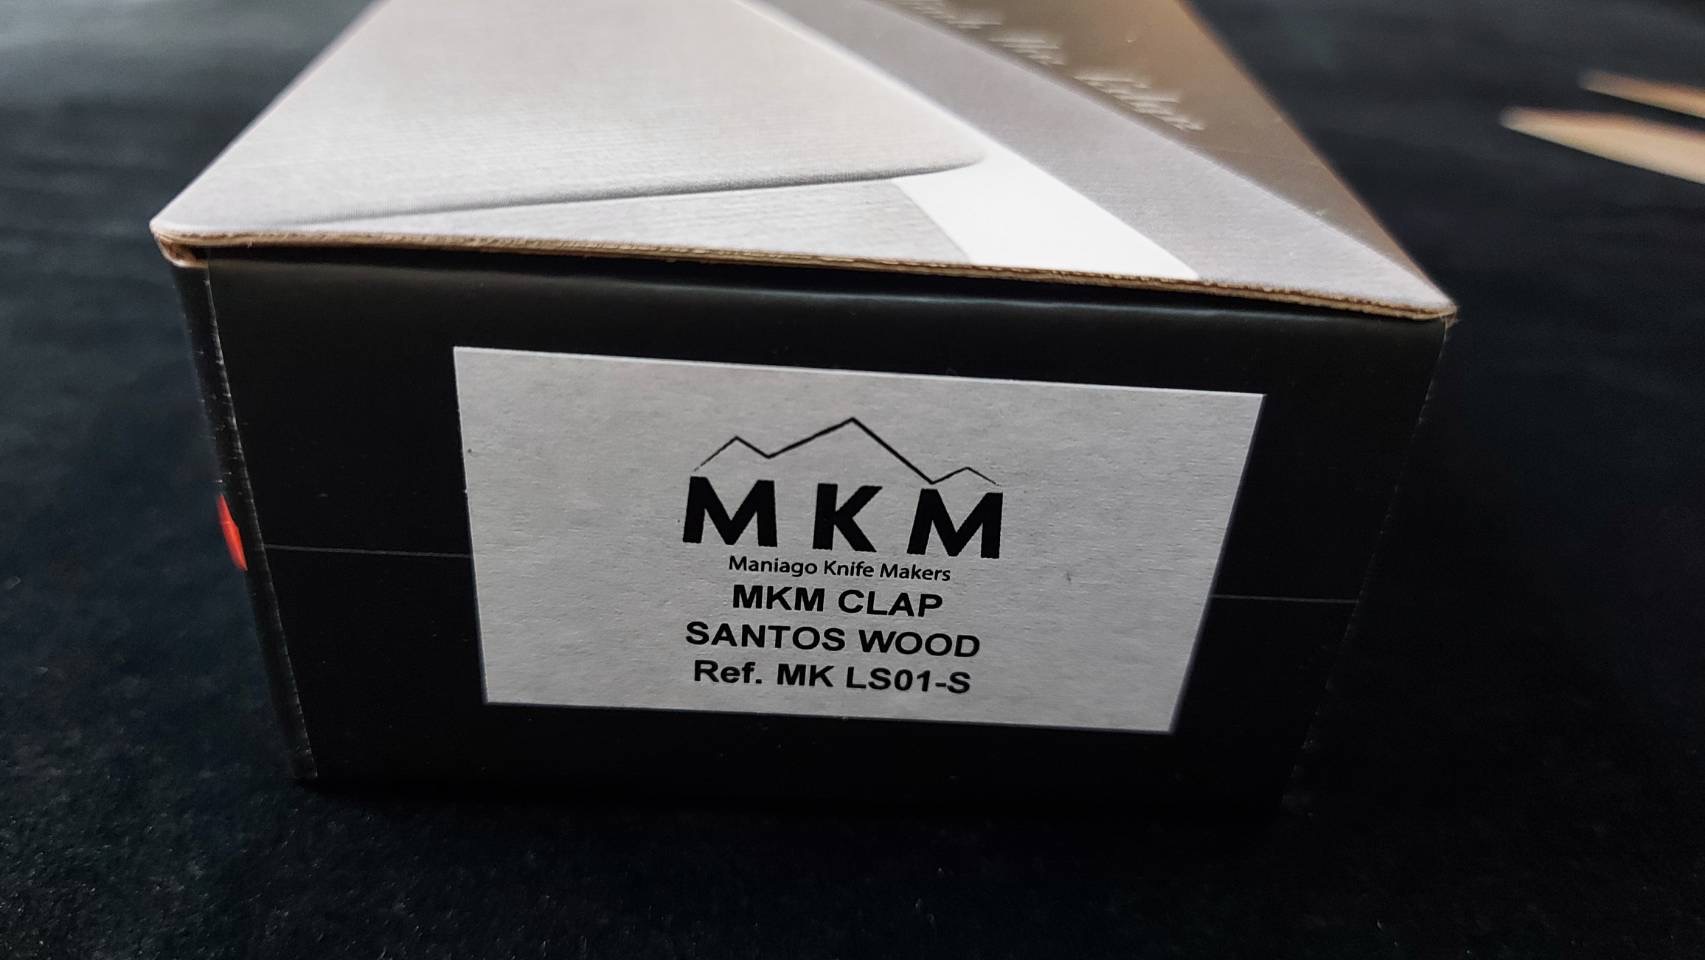 MKM
Maniago Knife Makers
MKM CLAP
SANTOS WOOD
Ref. MK LS01-S